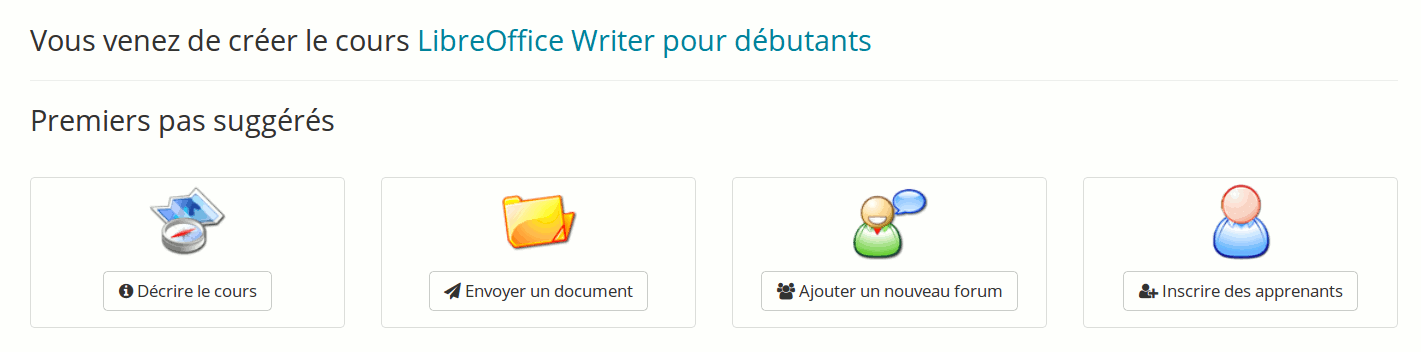 Vous venez de créer le cours LibreOffice Writer pour débutants
Premiers pas suggérés
Décrire le cours
Envoyer un document
Ajouter un nouveau forum
Inscrire des apprenants